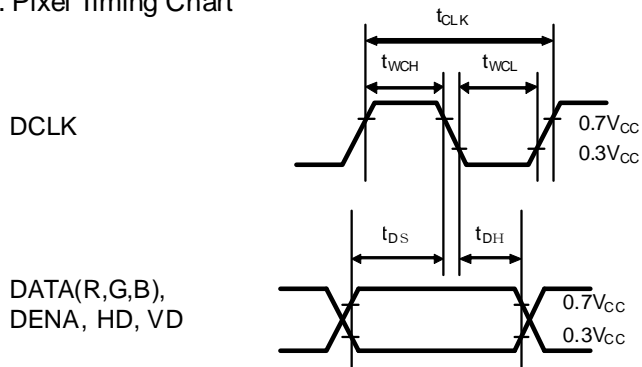 . Pixel Timing Chart
tCLK
tWCH tWCL
DCLK
0.7VCC
0.3VCC
tDS tDH
DATA(R,G,B),
DENA, HD, VD
0.7VCC
0.3VCC